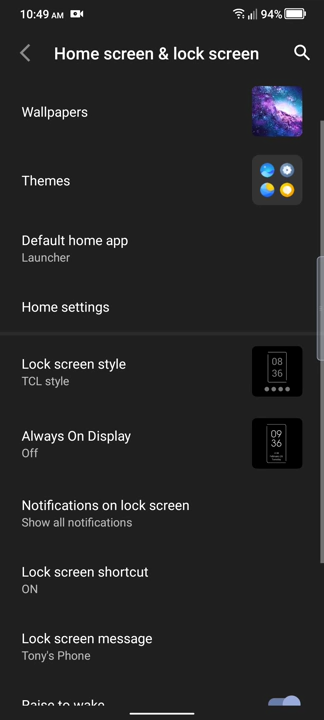 10:49 AM
94%
Home screen & lock screen
Wallpapers
Themes
Default home app
Launcher
Home settings
Lock screen style
TCL style
08
36
Always On Display
Off
09
36
Notifications on lock screen
Show all notifications
Lock screen shortcut
ON
Lock screen message
Tony's Phone
Raise to wake